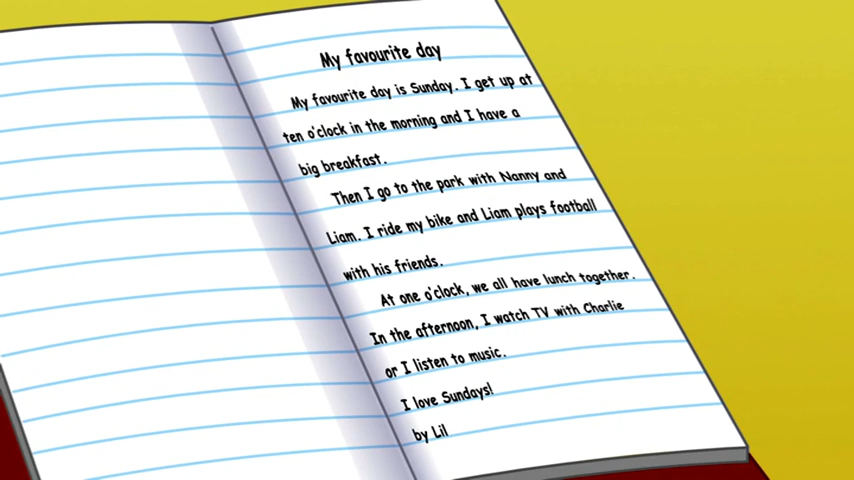 My favourite day
My favourite day is Sunday. I get up at
ten o'clock in the morning and I have a
big breakfast.
Then I go to the park with Nanny and
Liam. I ride my bike and Liam plays football
with his friends.
At one o'clock, we all have lunch together.
In the afternoon, I watch TV with Charlie
or I listen to music.
I love Sundays!
by Lil